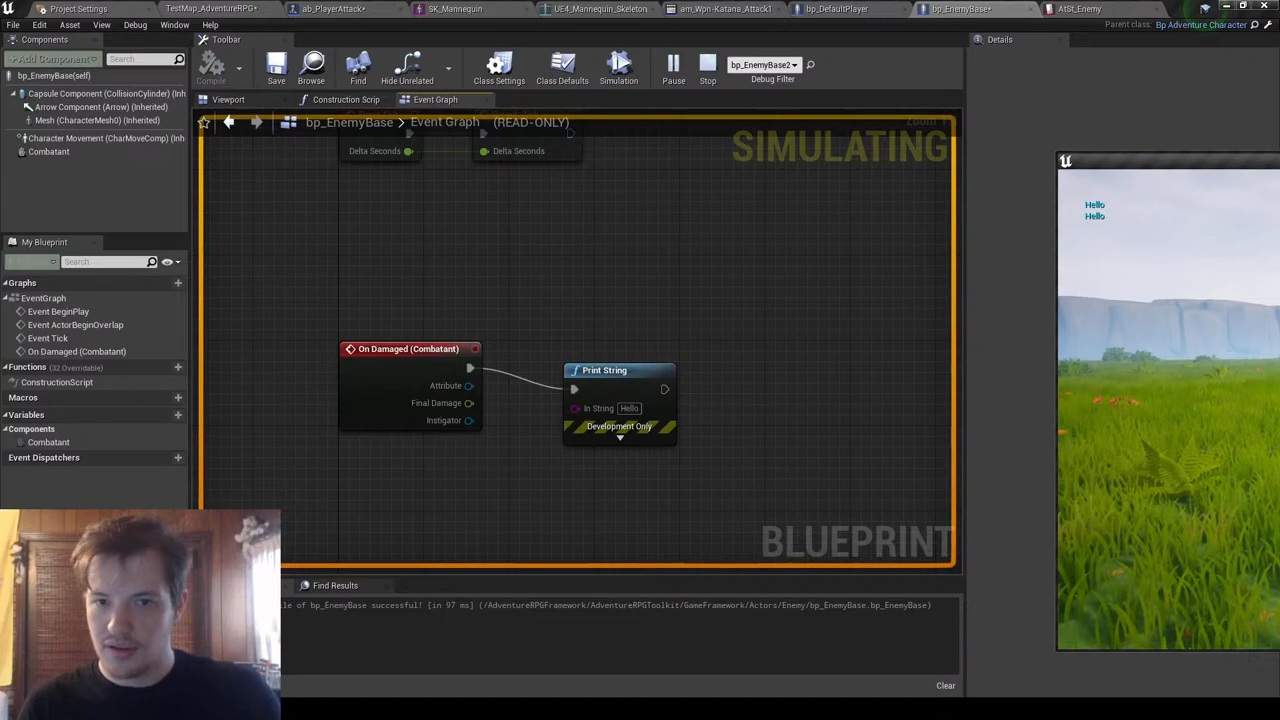 Project Settings
TestMap_AdventureRPG*
ab_PlayerAttack*
SK_Mannequin
UE4_Mannequin_Skeleton
am_Wpn-Katana_Attack1
bp_DefaultPlayer
bp_EnemyBase*
AtSt_Enemy
File Edit Asset View Debug Window Help
Parent class: Bp Adventure Character
Components
+ Add Component
Search
bp_EnemyBase(self)
Capsule Component (CollisionCylinder) (Inh
Arrow Component (Arrow) (Inherited)
Mesh (CharacterMesh0) (Inherited)
Character Movement (CharMoveComp) (Inherited)
Combatant
My Blueprint
Search
Graphs
EventGraph
Event BeginPlay
Event ActorBeginOverlap
Event Tick
On Damaged (Combatant)
Functions (32 Overridable)
ConstructionScript
Macros
Variables
Components
Combatant
Event Dispatchers
Toolbar
Compile
Save
Browse
Find
Hide Unrelated
Class Settings
Class Defaults
Simulation
Pause
Stop
bp_EnemyBase2
Debug Filter
Viewport
Construction Scrip
Event Graph
bp_EnemyBase > Event Graph (READ-ONLY)
SIMULATING
Delta Seconds
Delta Seconds
On Damaged (Combatant)
Attribute
Final Damage
Instigator
Print String
In String Hello
Development Only
BLUEPRINT
Find Results
ile of bp_EnemyBase successful! [in 97 ms] (/AdventureRPGFramework/AdventureRPGToolkit/GameFramework/Actors/Enemy/bp_EnemyBase.bp_EnemyBase)
Clear
Details
Hello
Hello